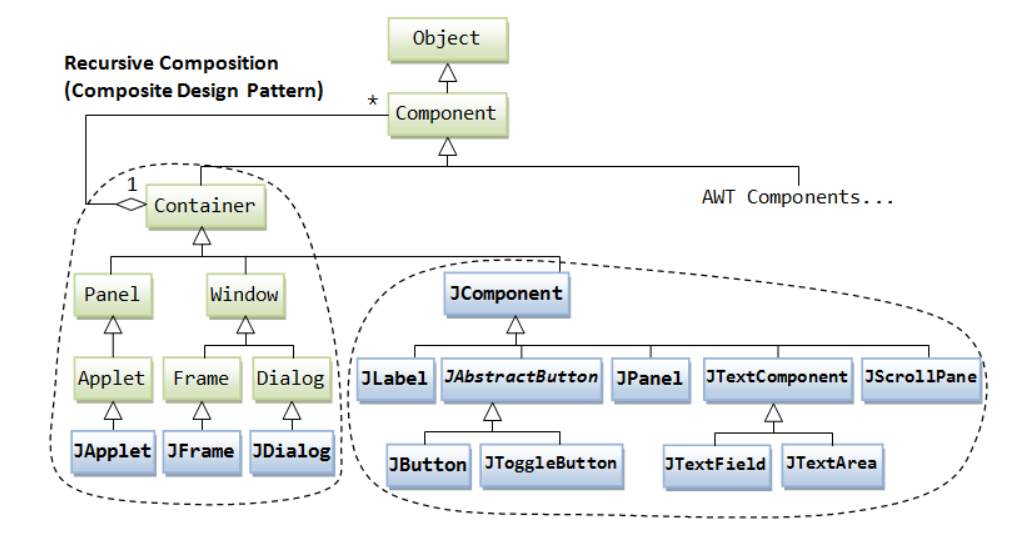 Object
Recursive Composition
(Composite Design Pattern)
*
Component
1
Container
AWT Components...
Panel
Window
JComponent
Applet
Frame
Dialog
JLabel
JAbstractButton
JPanel
JTextComponent
JScrollPane
JApplet
JFrame
JDialog
JButton
JToggleButton
JTextField
JTextArea